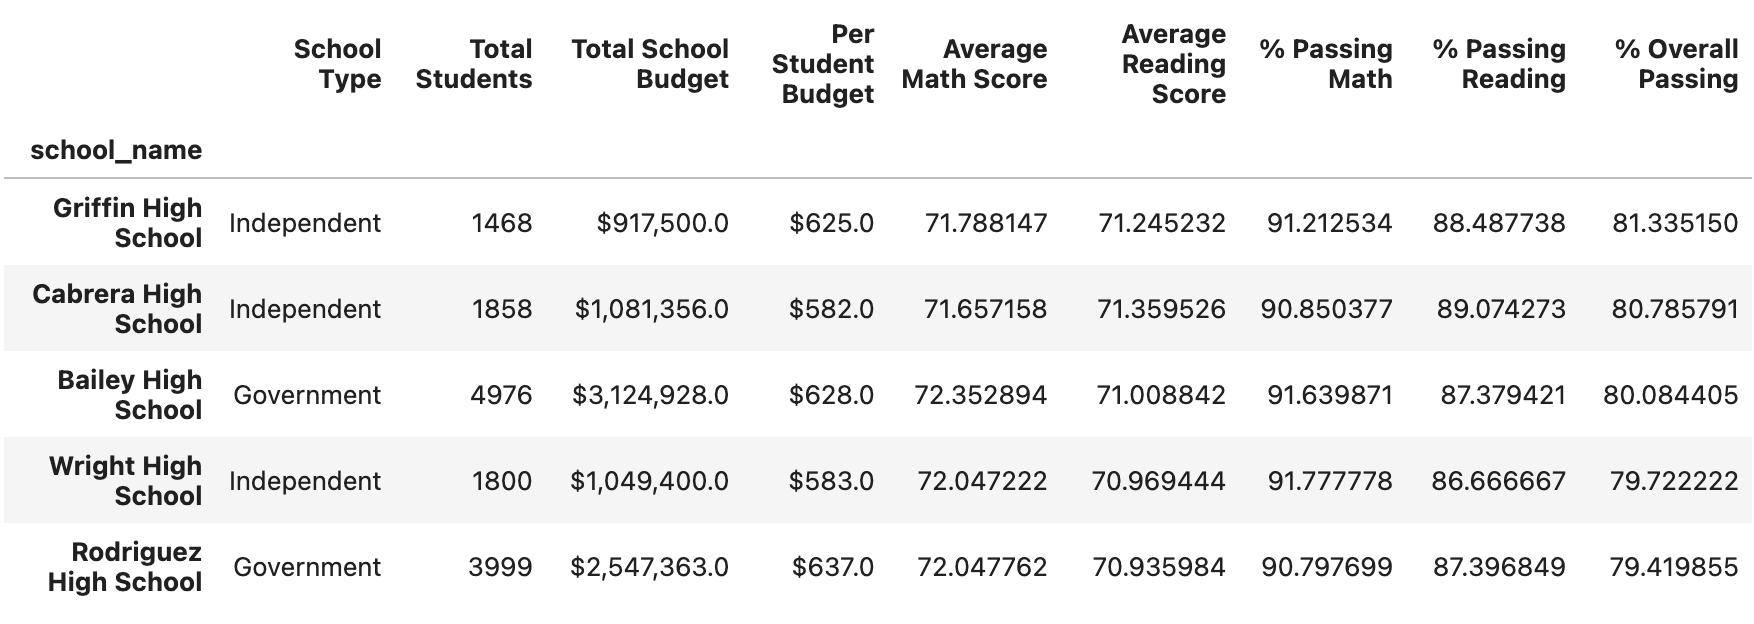 School Type Total Students Total School Budget Per Student Budget Average Math Score Average Reading Score % Passing Math % Passing Reading % Overall Passing
school_name
Griffin High School Independent 1468 $917,500.0 $625.0 71.788147 71.245232 91.212534 88.487738 81.335150
Cabrera High School Independent 1858 $1,081,356.0 $582.0 71.657158 71.359526 90.850377 89.074273 80.785791
Bailey High School Government 4976 $3,124,928.0 $628.0 72.352894 71.008842 91.639871 87.379421 80.084405
Wright High School Independent 1800 $1,049,400.0 $583.0 72.047222 70.969444 91.777778 86.666667 79.722222
Rodriguez High School Government 3999 $2,547,363.0 $637.0 72.047762 70.935984 90.797699 87.396849 79.419855